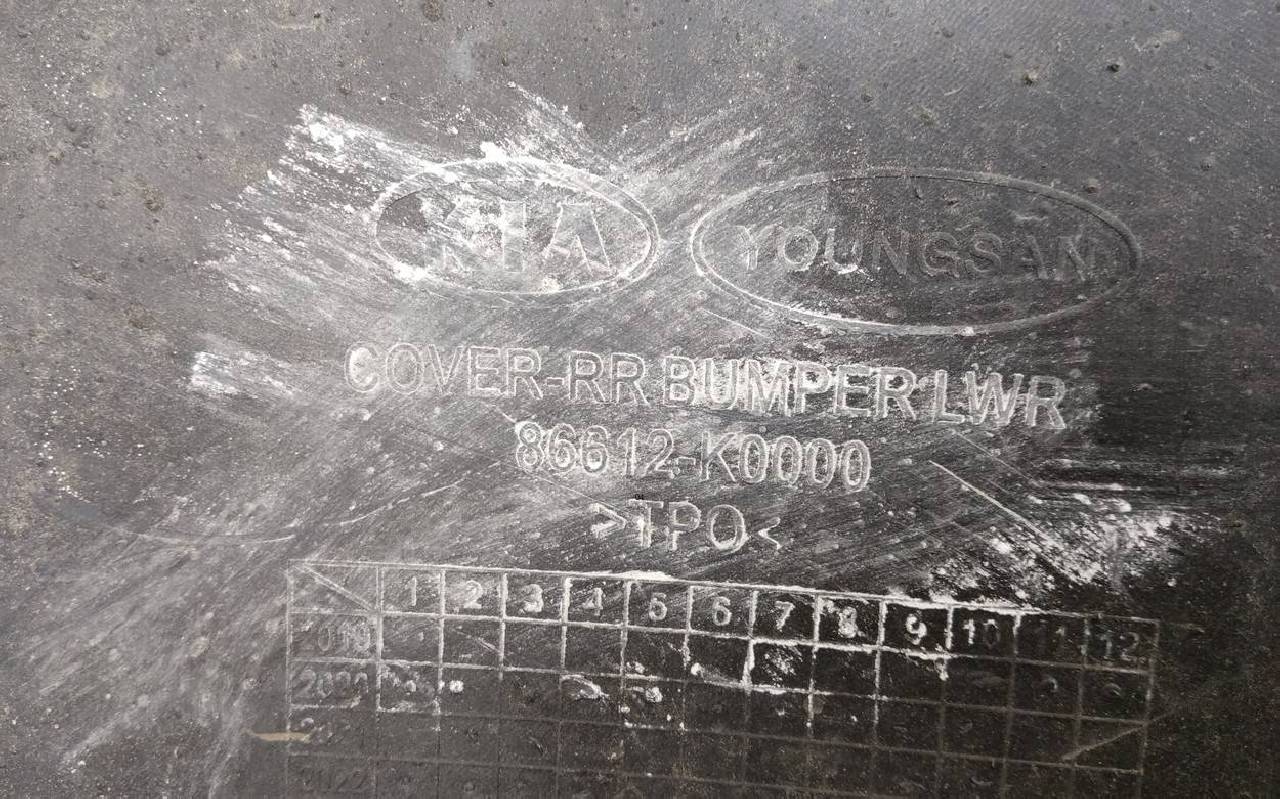 KIA YOUNGSAN
COVER-RR BUMPER LWR
86612-K0000
>TPO<
1 2 3 4 5 6 7 8 9 10 11 12
2019
2020
2022